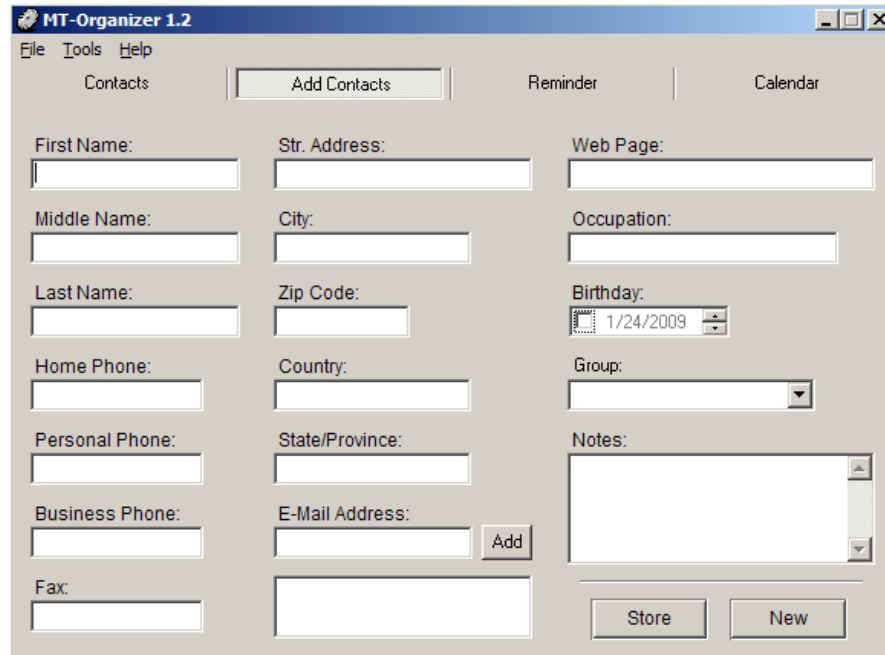 MT-Organizer 1.2
File Tools Help
Contacts Add Contacts Reminder Calendar
First Name: Str. Address: Web Page:
Middle Name: City: Occupation:
Last Name: Zip Code: Birthday:
1/24/2009
Home Phone: Country: Group:
Personal Phone: State/Province: Notes:
Business Phone: E-Mail Address:
Add
Fax:
Store New